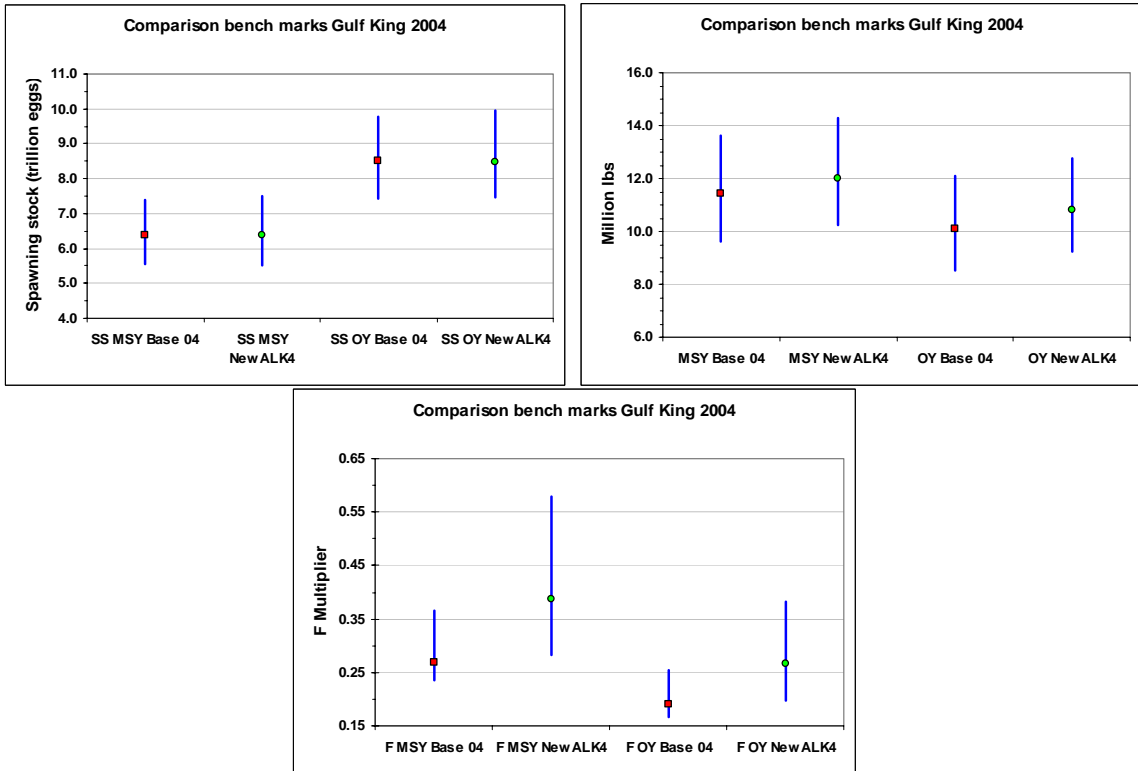 Comparison bench marks Gulf King 2004
Spawning stock (trillion eggs)
11.0
10.0
9.0
8.0
7.0
6.0
5.0
4.0
SS MSY Base 04
SS MSY
New ALK4
SS OY Base 04
SS OY New ALK4
Comparison bench marks Gulf King 2004
Million lbs
16.0
14.0
12.0
10.0
8.0
6.0
MSY Base 04
MSY New ALK4
OY Base 04
OY New ALK4
Comparison bench marks Gulf King 2004
F Multiplier
0.65
0.55
0.45
0.35
0.25
0.15
F MSY Base 04
F MSY New ALK4
F OY Base 04
F OY New ALK4